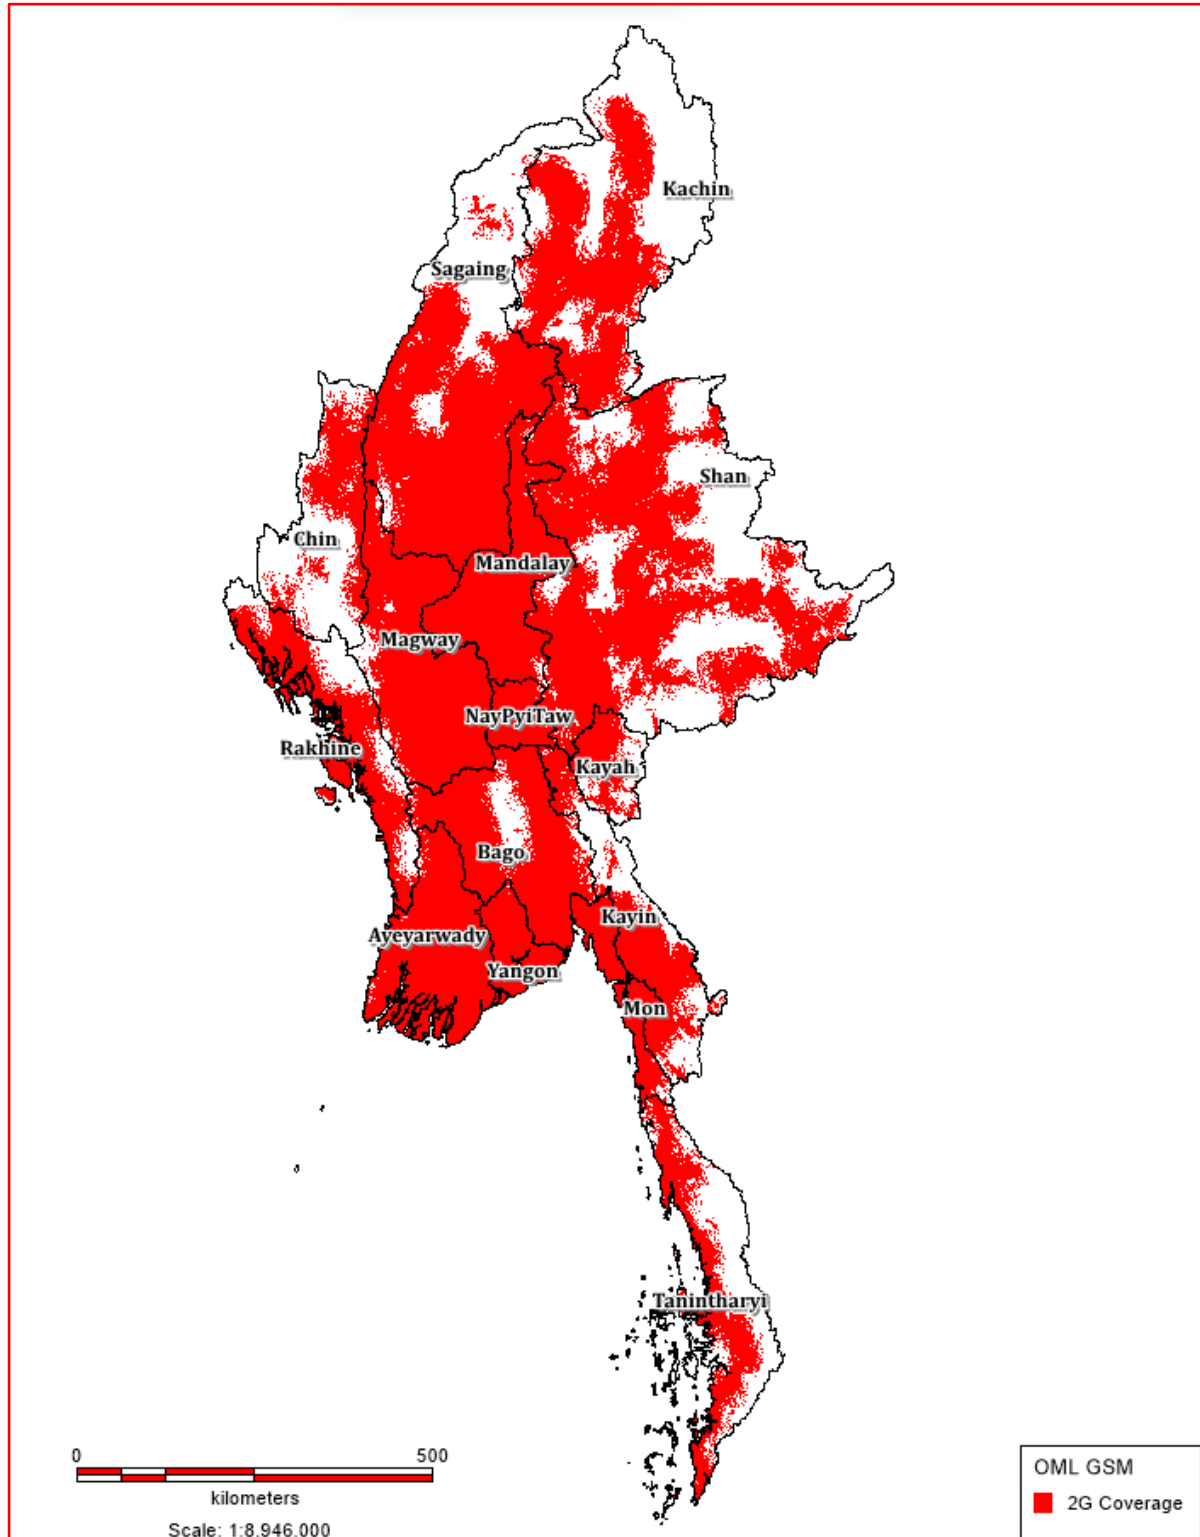 Kachin
Sagaing
Shan
Chin
Mandalay
Magway
NayPyiTaw
Rakhine
Kayah
Bago
Kayin
Ayeyarwady
Yangon
Mon
Tanintharyi
0 500
kilometers
Scale: 1:8,946,000
OML GSM
2G Coverage